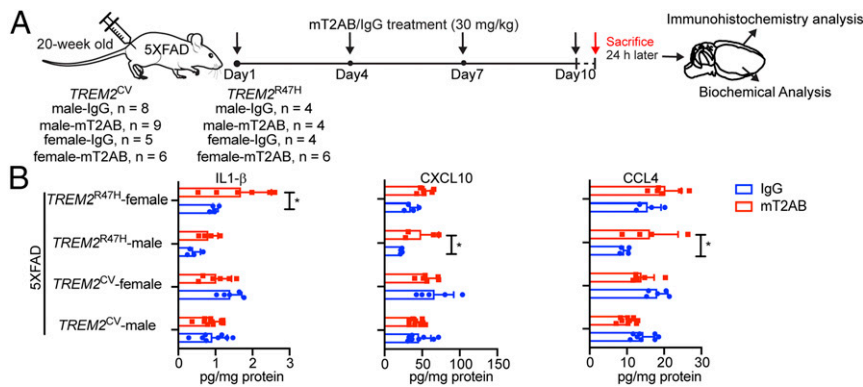 A
20-week old
5XFAD
mT2AB/IgG treatment (30 mg/kg)
Day1
Day4
Day7
Day10
Sacrifice
24 h later
Immunohistochemistry analysis
Biochemical Analysis
TREM2CV
male-IgG, n = 8
male-mT2AB, n = 9
female-IgG, n = 5
female-mT2AB, n = 6
TREM2R47H
male-IgG, n = 4
male-mT2AB, n = 4
female-IgG, n = 4
female-mT2AB, n = 6
B
5XFAD
TREM2R47H-female
TREM2R47H-male
TREM2CV-female
TREM2CV-male
IL1-β
*
0 1 2 3
pg/mg protein
CXCL10
*
0 50 100 150
pg/mg protein
CCL4
*
0 10 20 30
pg/mg protein
IgG
mT2AB